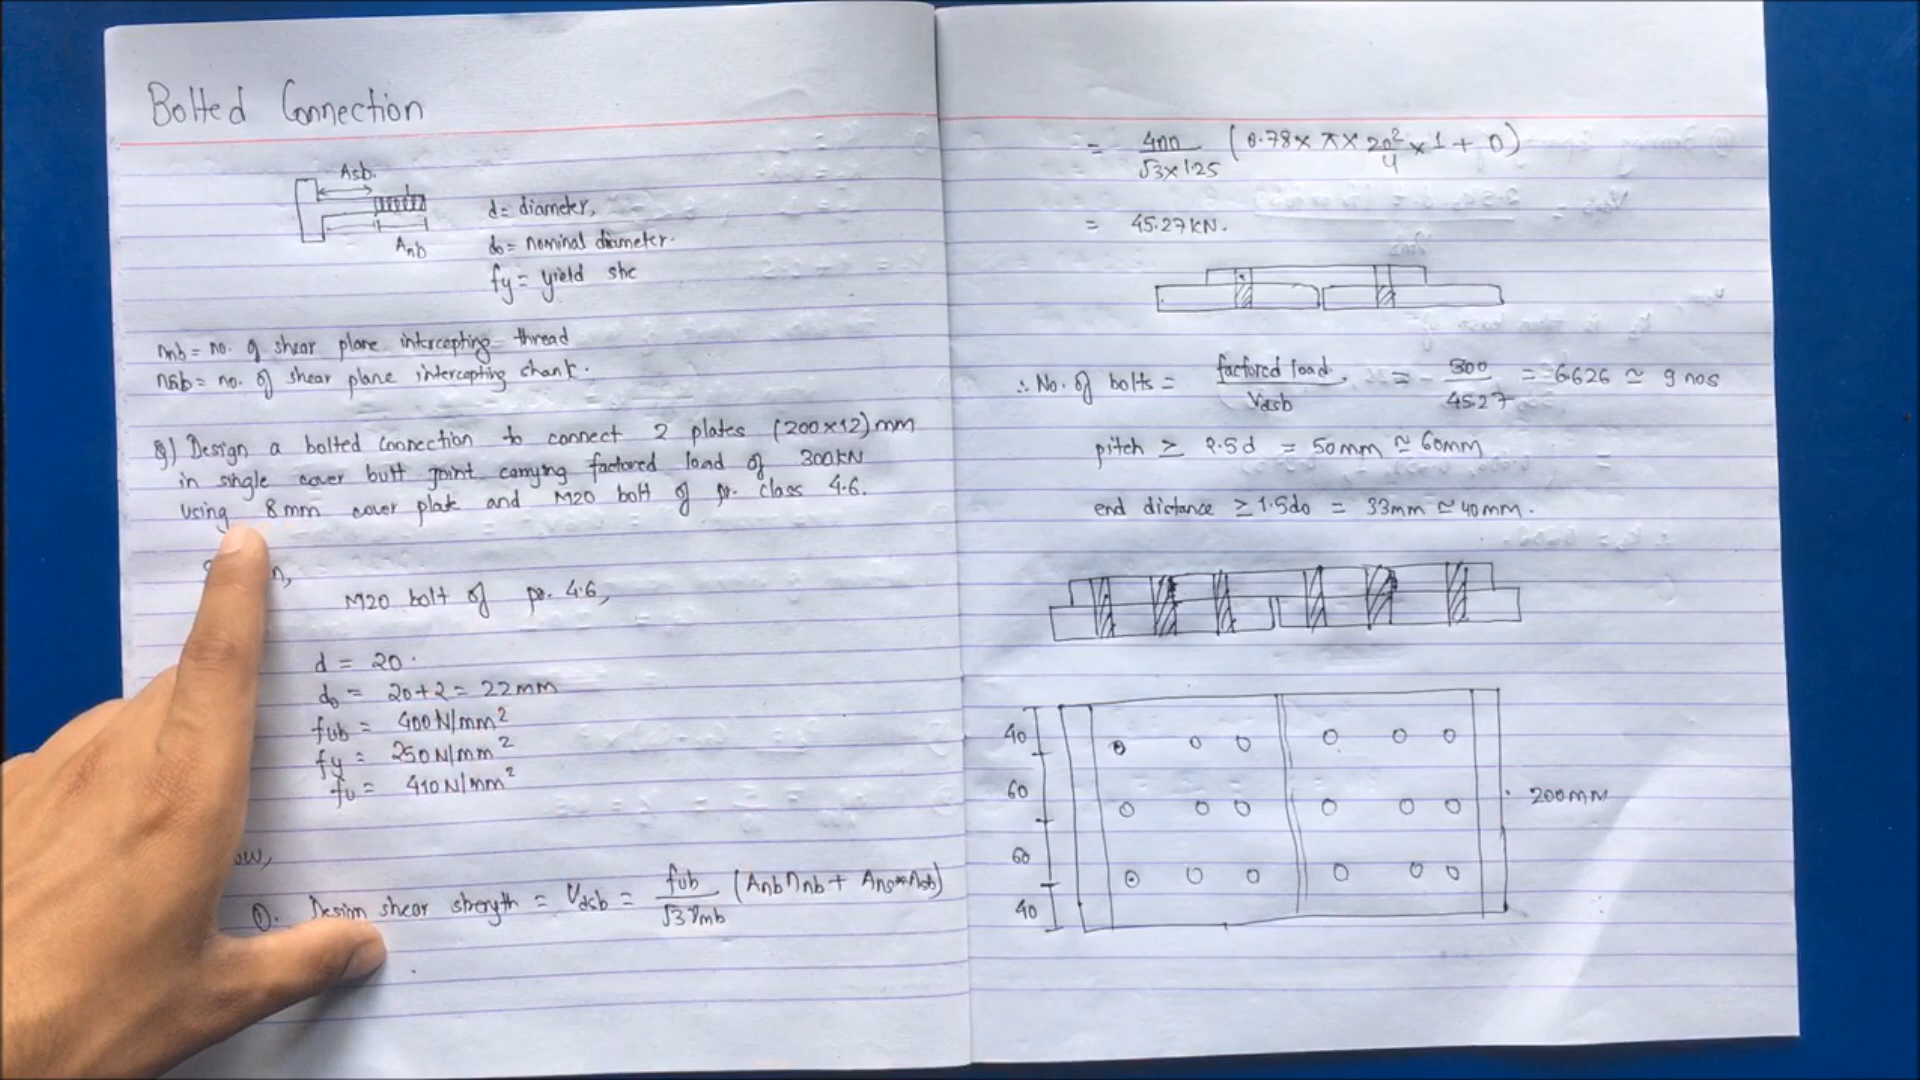 Bolted Connection
Asb.
Anb
d = diameter,
do = nominal diameter.
fy = yield stre
nnb = no. of shear plane intercepting thread
nsb = no. of shear plane intercepting shank.
Q) Design a bolted connection to connect 2 plates (200x12) mm
in single cover butt joint carrying factored load of 300KN
using 8mm cover plate and M20 bolt of pr. class 4.6.
n,
M20 bolt of pr. 4.6,
d = 20.
do = 20+2 = 22mm
fub = 400 N/mm²
fy = 250 N/mm²
fu = 410 N/mm²
ow,
①. Design shear strength = Vdsb = fub / √3 γmb (Anb nnb + Ans*nsb)
= 400 / √3 x 1.25 (0.78 x π x 20² / 4 x 1 + 0)
= 45.27 KN.
∴ No. of bolts = factored load / Vdsb = 300 / 45.27 = 6.626 ≃ 9 nos
pitch ≥ 2.5d = 50mm ≃ 60mm
end distance ≥ 1.5do = 33mm ≃ 40mm.
40
60
60
40
200mm